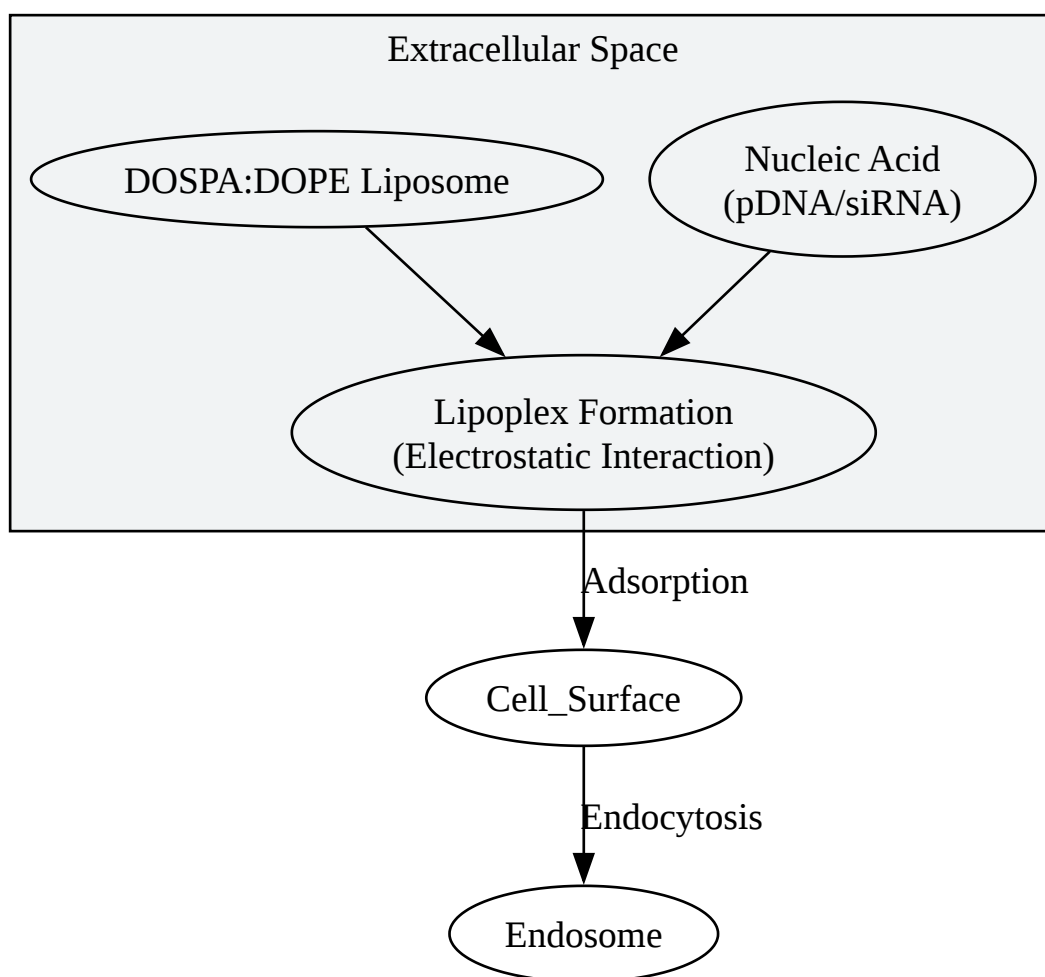 Extracellular Space
DOSPA:DOPE Liposome
Nucleic Acid
(pDNA/siRNA)
Lipoplex Formation
(Electrostatic Interaction)
Adsorption
Cell_Surface
Endocytosis
Endosome